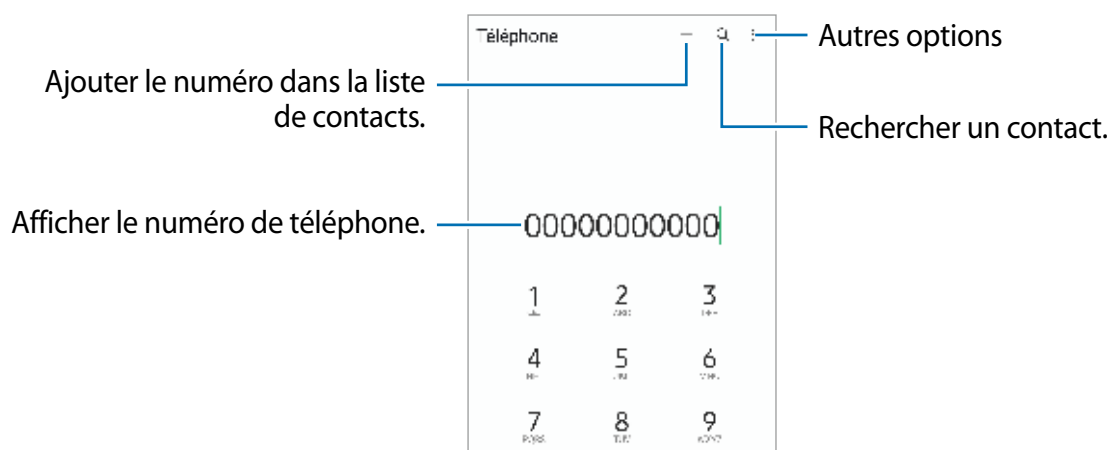 Téléphone
Autres options
Ajouter le numéro dans la liste
de contacts.
Rechercher un contact.
Afficher le numéro de téléphone.
00000000000
1 2 3
4 5 6
7 8 9